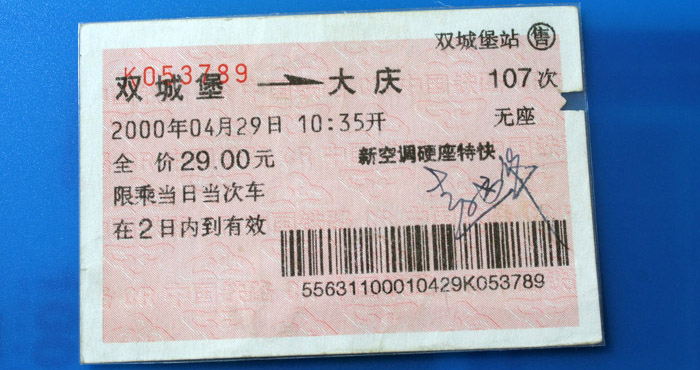 双城堡站 售
K053789
双城堡 → 大庆 107次
2000年04月29日 10:35开 无座
全 价 29.00元 新空调硬座特快
限乘当日当次车
在2日内到有效
55631100010429K053789